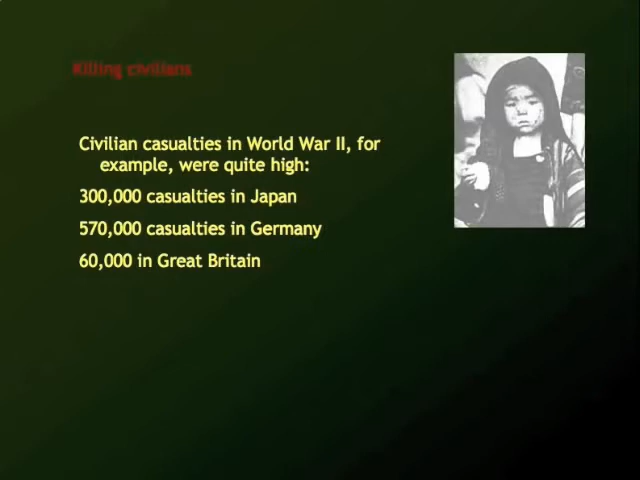 Killing civilians
Civilian casualties in World War II, for
example, were quite high:
300,000 casualties in Japan
570,000 casualties in Germany
60,000 in Great Britain